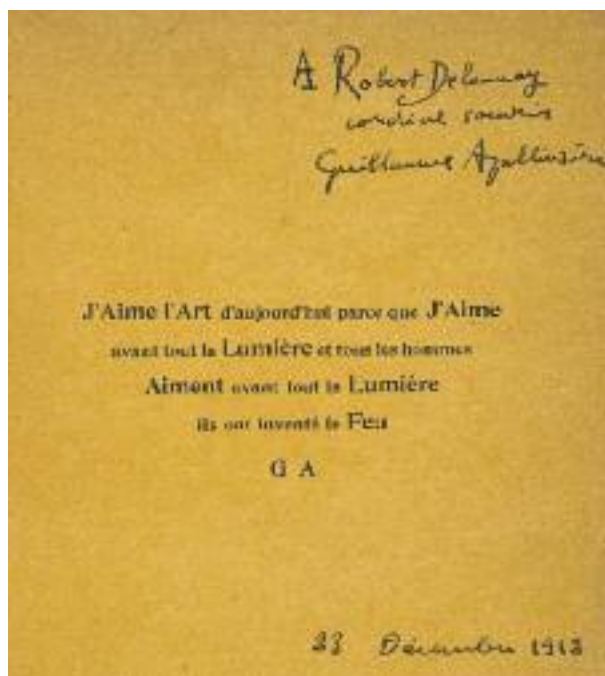 A Robert Delaunay
cordial souvenir
Guillaume Apollinaire
J'Aime l'Art d'aujourd'hui parce que J'Aime
avant tout la Lumière et tous les hommes
Aiment avant tout la Lumière
ils ont inventé le Feu
G A
Décembre 1913